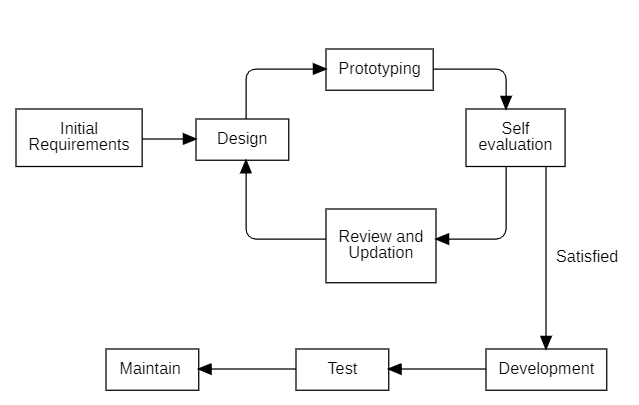 Prototyping
Initial
Requirements
Design
Self
evaluation
Review and
Updation
Satisfied
Maintain
Test
Development